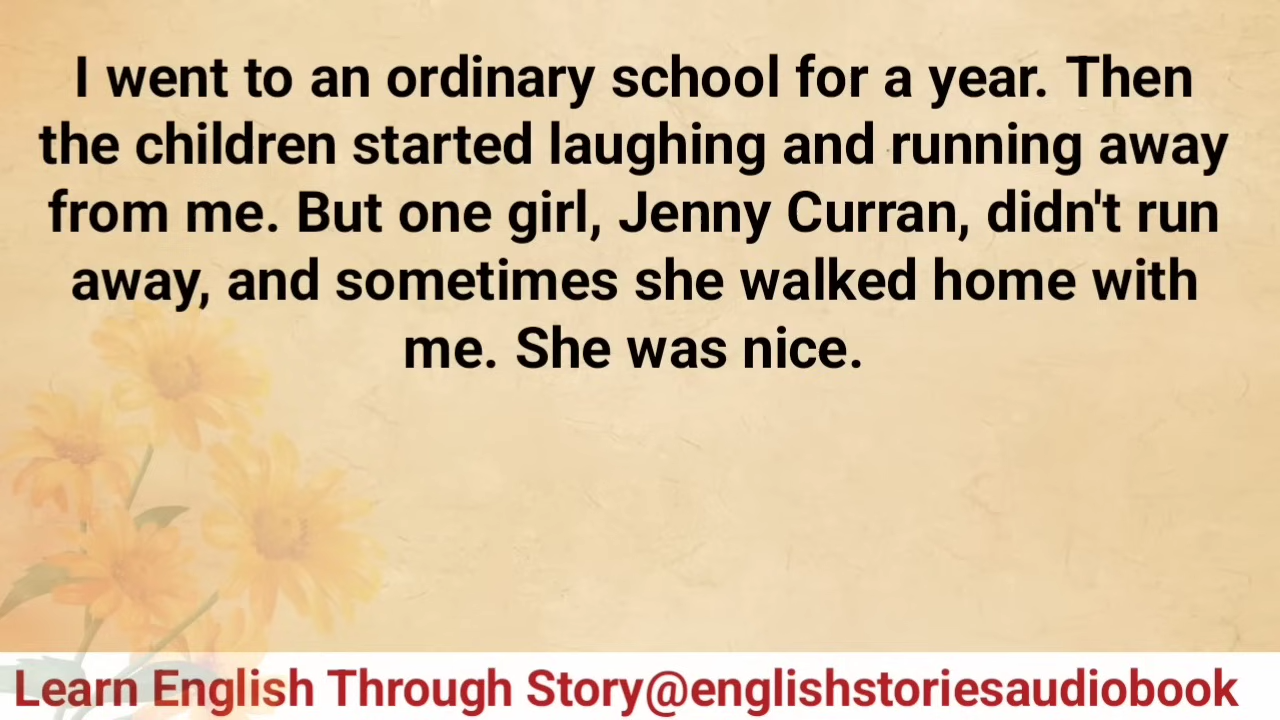 I went to an ordinary school for a year. Then
the children started laughing and running away
from me. But one girl, Jenny Curran, didn't run
away, and sometimes she walked home with
me. She was nice.
Learn English Through Story@englishstoriesaudiobook